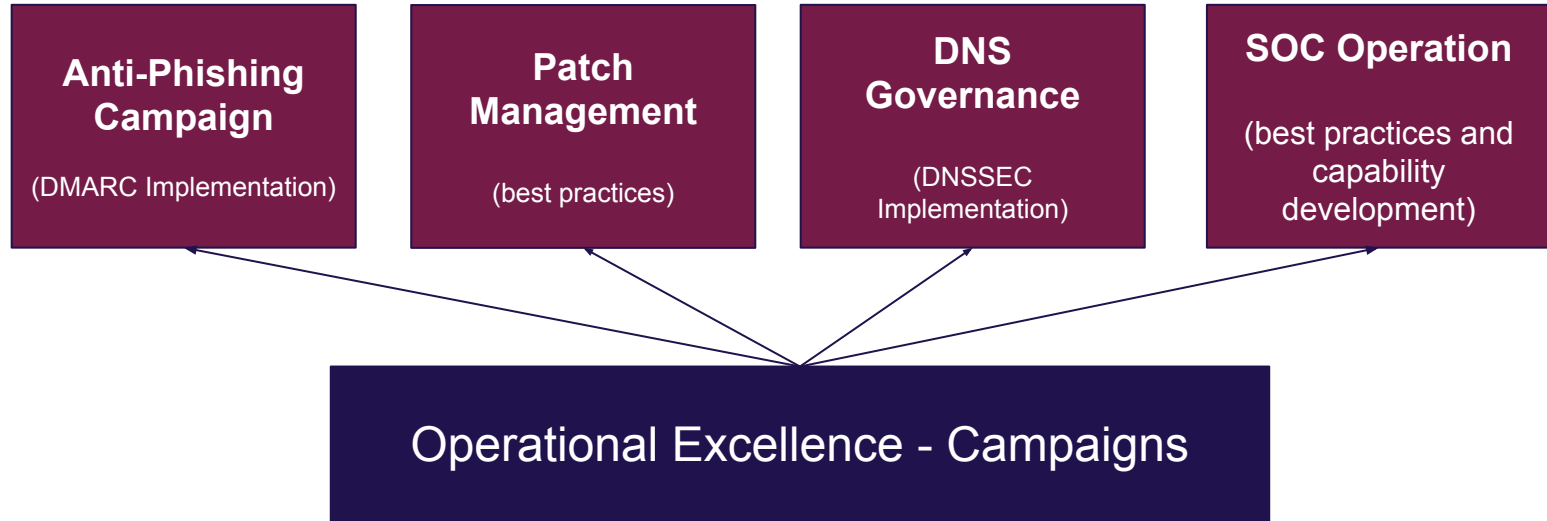 Anti-Phishing
Campaign
(DMARC Implementation)
Patch
Management
(best practices)
DNS
Governance
(DNSSEC
Implementation)
SOC Operation
(best practices and
capability
development)
Operational Excellence - Campaigns